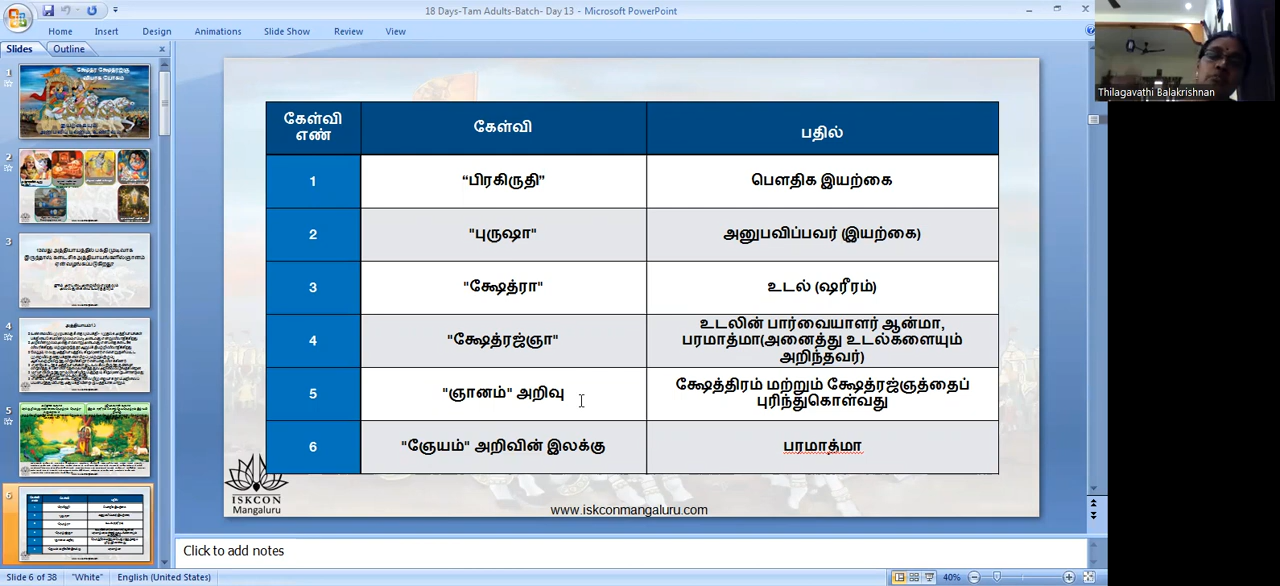 18 Days-Tam Adults-Batch- Day 13 - Microsoft PowerPoint
Home Insert Design Animations Slide Show Review View
Slides Outline
Thilagavathi Balakrishnan
கேள்வி எண் கேள்வி பதில்
1 “பிரகிருதி” பௌதிக இயற்கை
2 "புருஷா" அனுபவிப்பவர் (இயற்கை)
3 "க்ஷேத்ரா" உடல் (ஷரீரம்)
4 "க்ஷேத்ரஜ்ஞா" உடலின் பார்வையாளர் ஆன்மா,
பரமாத்மா(அனைத்து உடல்களையும்
அறிந்தவர்)
5 "ஞானம்" அறிவு க்ஷேத்திரம் மற்றும் க்ஷேத்ரஜ்ஞத்தைப்
புரிந்துகொள்வது
6 "ஞேயம்" அறிவின் இலக்கு பரமாத்மா
ISKCON
Mangaluru
www.iskconmangaluru.com
Click to add notes
Slide 6 of 38 "White" English (United States) 40%